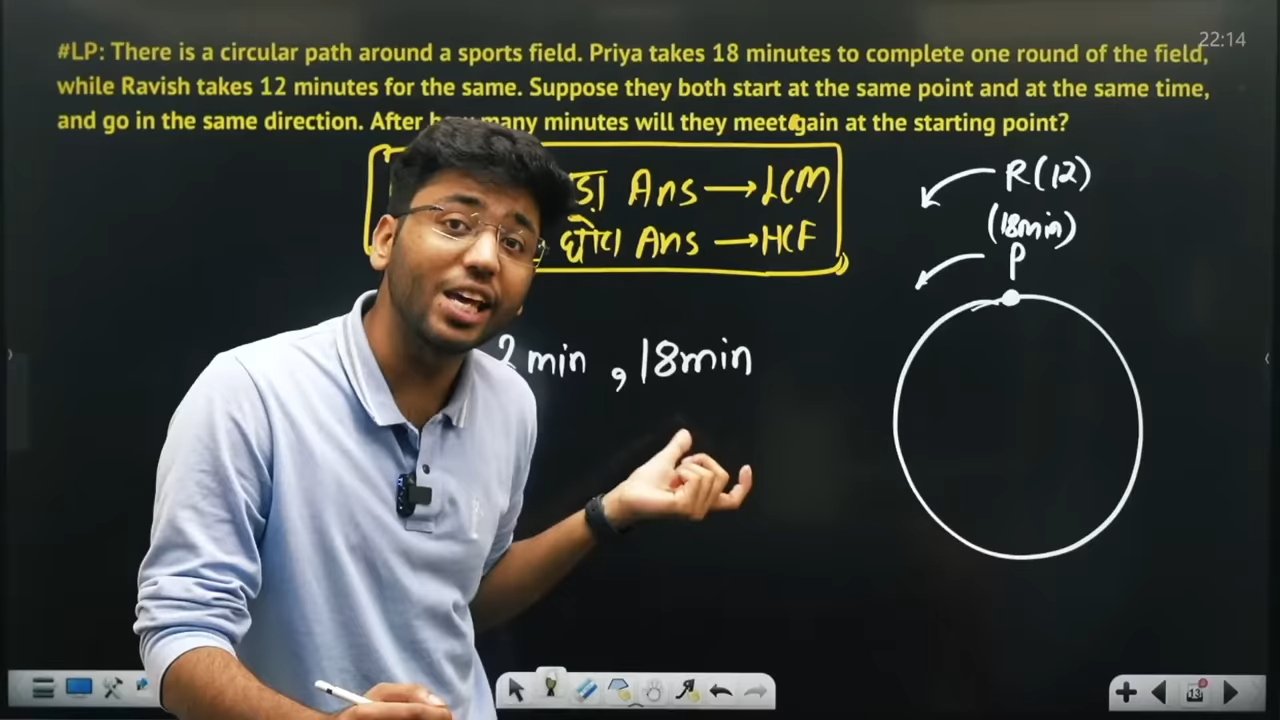 22:14
#LP: There is a circular path around a sports field. Priya takes 18 minutes to complete one round of the field,
while Ravish takes 12 minutes for the same. Suppose they both start at the same point and at the same time,
and go in the same direction. After many minutes will they meet again at the starting point?
Ans → LCM
Ans → HCF
R(12)
(18min)
P
2 min , 18min
13